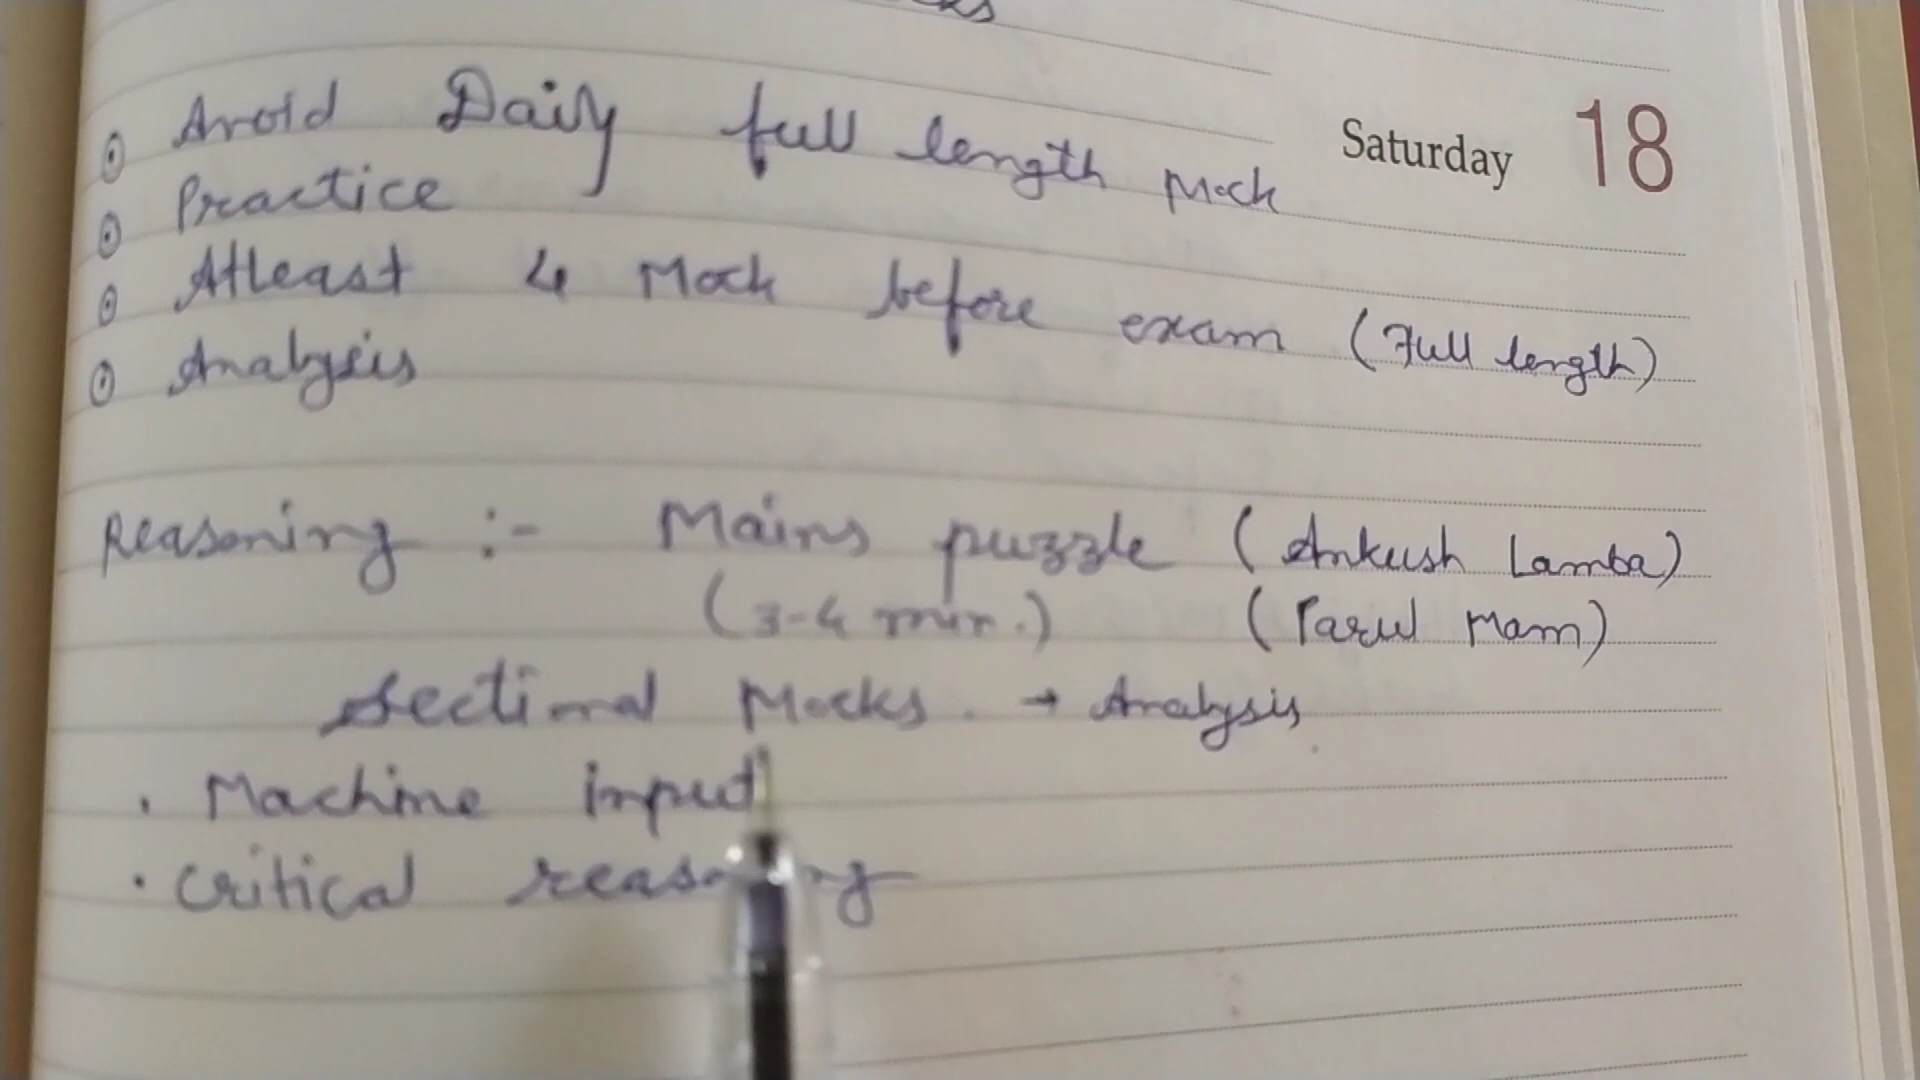 Saturday 18
Avoid Daily full length Mock
Practice
Atleast 4 Mock before exam (Full length)
Analysis
Reasoning :- Mains puzzle (Ankush Lamba)
(3-4 min.) (Parul Mam)
Sectional Mocks. → Analysis
. Machine input
. Critical reasoning